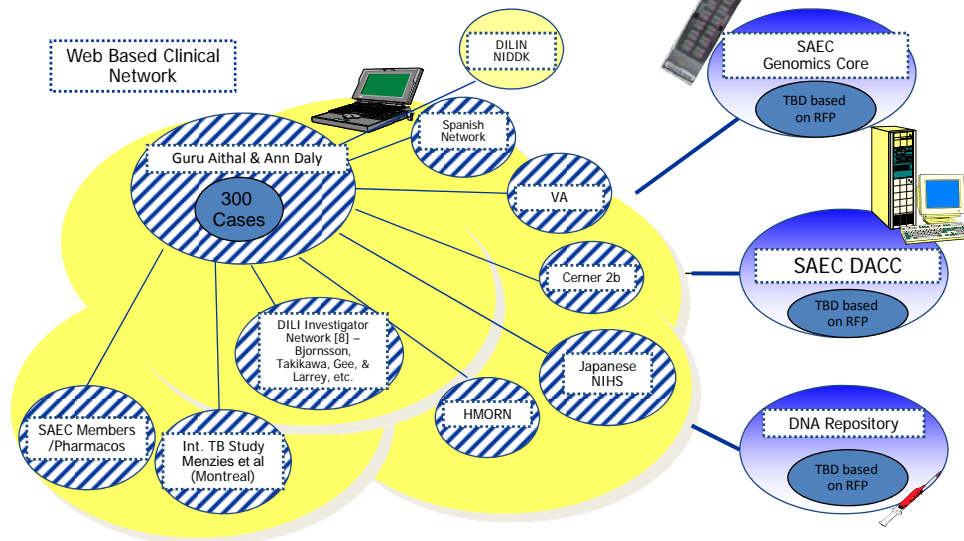 Web Based Clinical
Network
DILIN
NIDDK
SAEC
Genomics Core
TBD based
on RFP
Spanish
Network
Guru Aithal & Ann Daly
300
Cases
VA
Cerner 2b
SAEC DACC
TBD based
on RFP
DILI Investigator
Network [8] –
Bjornsson,
Takikawa, Gee, &
Larrey, etc.
Japanese
NIHS
HMORN
SAEC Members
/Pharmacos
Int. TB Study
Menzies et al
(Montreal)
DNA Repository
TBD based
on RFP